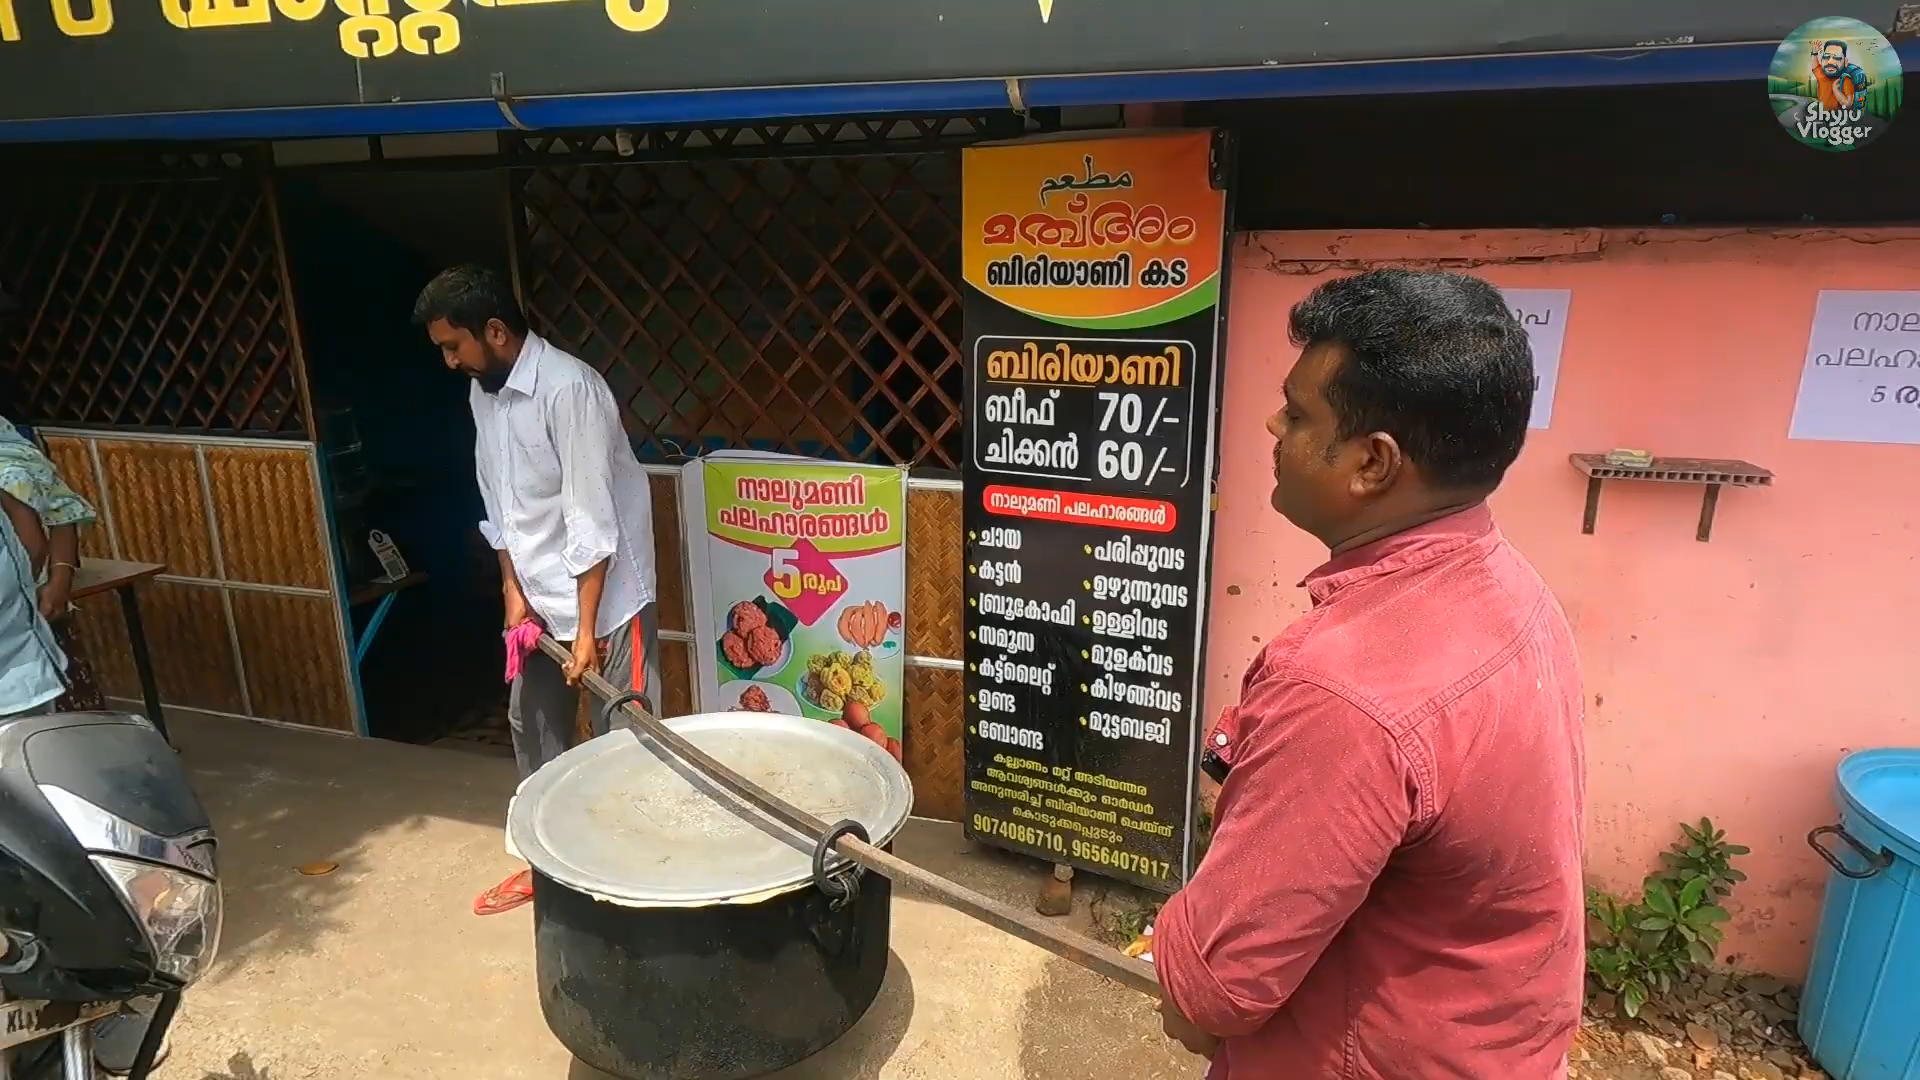 ഫാസ്റ്റ്ഫു
Shyju
Vlogger
مطعم
മത്വ്അം
ബിരിയാണി കട
ബിരിയാണി
ബീഫ് 70/-
ചിക്കൻ 60/-
നാലുമണി പലഹാരങ്ങൾ
ചായ
കട്ടൻ
ബ്രൂകോഫി
സമൂസ
കട്ട്ലൈറ്റ്
ഉണ്ട
ബോണ്ട
പരിപ്പുവട
ഉഴുന്നുവട
ഉള്ളിവട
മുളക്‌വട
കിഴങ്ങ്‌വട
മുട്ടബജി
കല്ല്യാണം മറ്റ് അടിയന്തര
ആവശ്യങ്ങൾക്കും ഓർഡർ
അനുസരിച്ച് ബിരിയാണി ചെയ്ത്
കൊടുക്കപ്പെടും
9074086710, 9656407917
നാലുമണി
പലഹാരങ്ങൾ
5 രൂപ
5